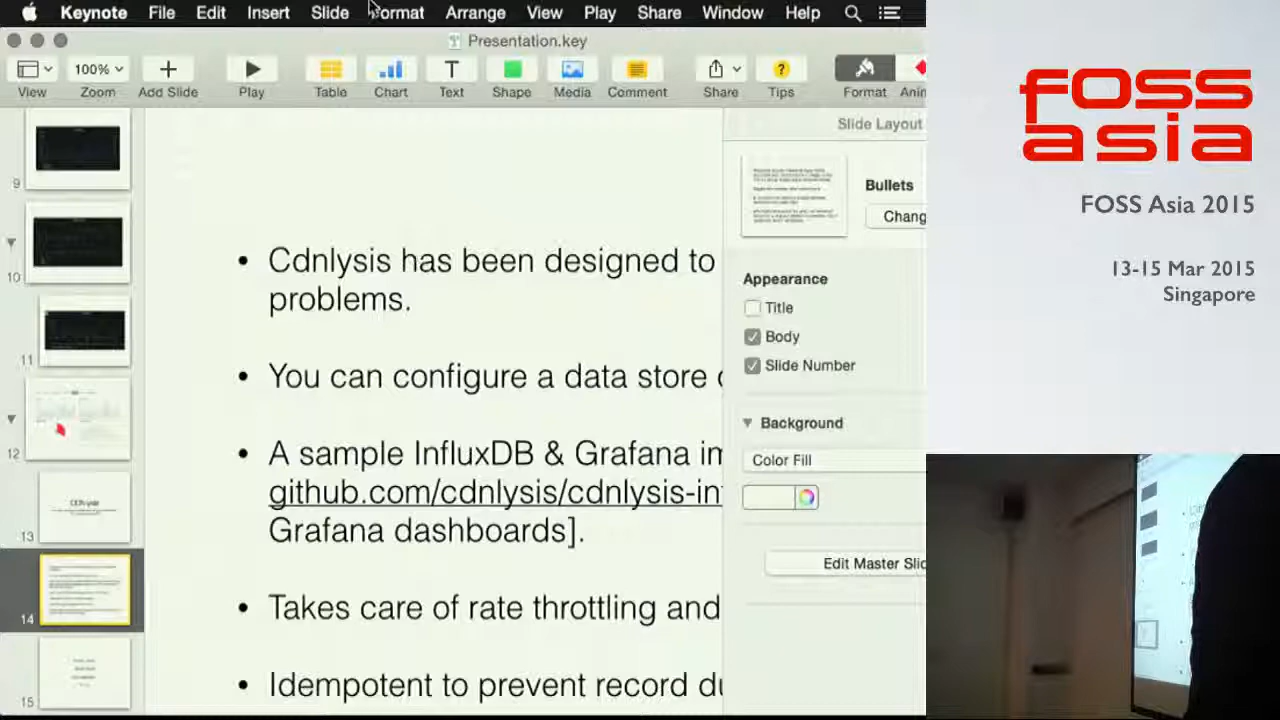 Keynote File Edit Insert Slide Format Arrange View Play Share Window Help
Presentation.key
100%
View Zoom Add Slide Play Table Chart Text Shape Media Comment Share Tips Format Anim
Slide Layout
Bullets
Chang
Appearance
Title
Body
Slide Number
Background
Color Fill
Edit Master Slid
9
10
11
12
13
14
15
• Cdnlysis has been designed to
problems.
• You can configure a data store
• A sample InfluxDB & Grafana im
github.com/cdnlysis/cdnlysis-in
Grafana dashboards].
• Takes care of rate throttling and
• Idempotent to prevent record du
foss
asia
FOSS Asia 2015
13-15 Mar 2015
Singapore